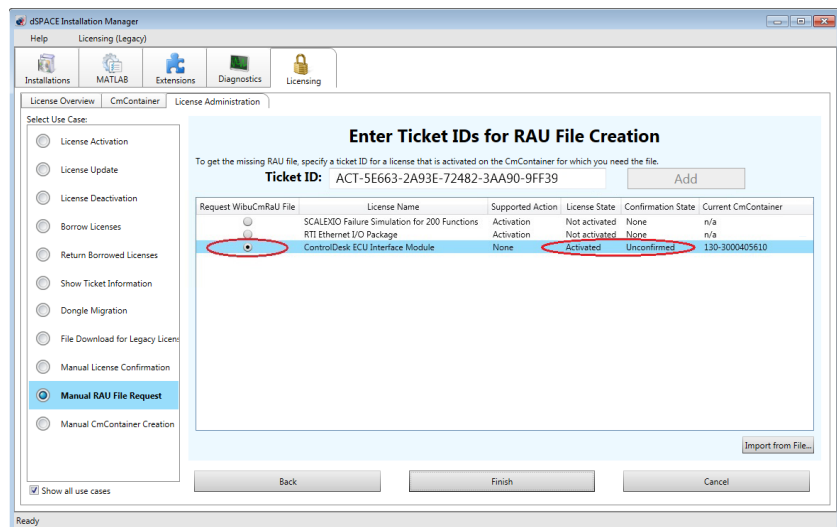 dSPACE Installation Manager
Help Licensing (Legacy)
Installations MATLAB Extensions Diagnostics Licensing
License Overview CmContainer License Administration
Select Use Case:
License Activation
License Update
License Deactivation
Borrow Licenses
Return Borrowed Licenses
Show Ticket Information
Dongle Migration
File Download for Legacy Licens
Manual License Confirmation
Manual RAU File Request
Manual CmContainer Creation
Show all use cases
Enter Ticket IDs for RAU File Creation
To get the missing RAU file, specify a ticket ID for a license that is activated on the CmContainer for which you need the file.
Ticket ID: ACT-5E663-2A93E-72482-3AA90-9FF39 Add
Request WibuCmRaU File License Name Supported Action License State Confirmation State Current CmContainer
SCALEXIO Failure Simulation for 200 Functions Activation Not activated None n/a
RTI Ethernet I/O Package Activation Not activated None n/a
ControlDesk ECU Interface Module None Activated Unconfirmed 130-3000405610
Import from File...
Back Finish Cancel
Ready